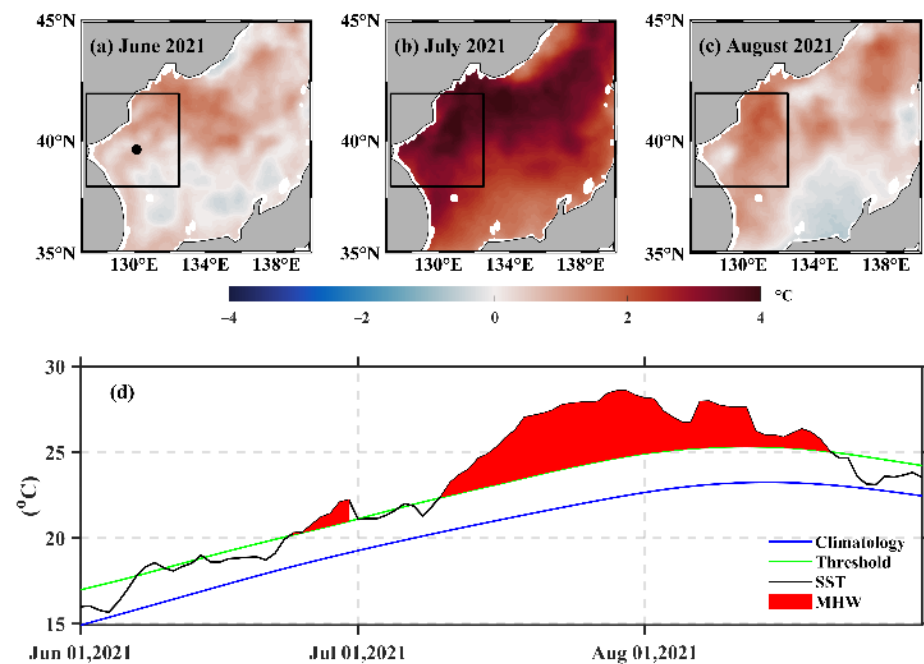 45°N
(a) June 2021
40°N
35°N
130°E 134°E 138°E
45°N
(b) July 2021
40°N
35°N
130°E 134°E 138°E
45°N
(c) August 2021
40°N
35°N
130°E 134°E 138°E
°C
−4 −2 0 2 4
(d)
(°C)
30
25
20
15
Climatology
Threshold
SST
MHW
Jun 01,2021 Jul 01,2021 Aug 01,2021